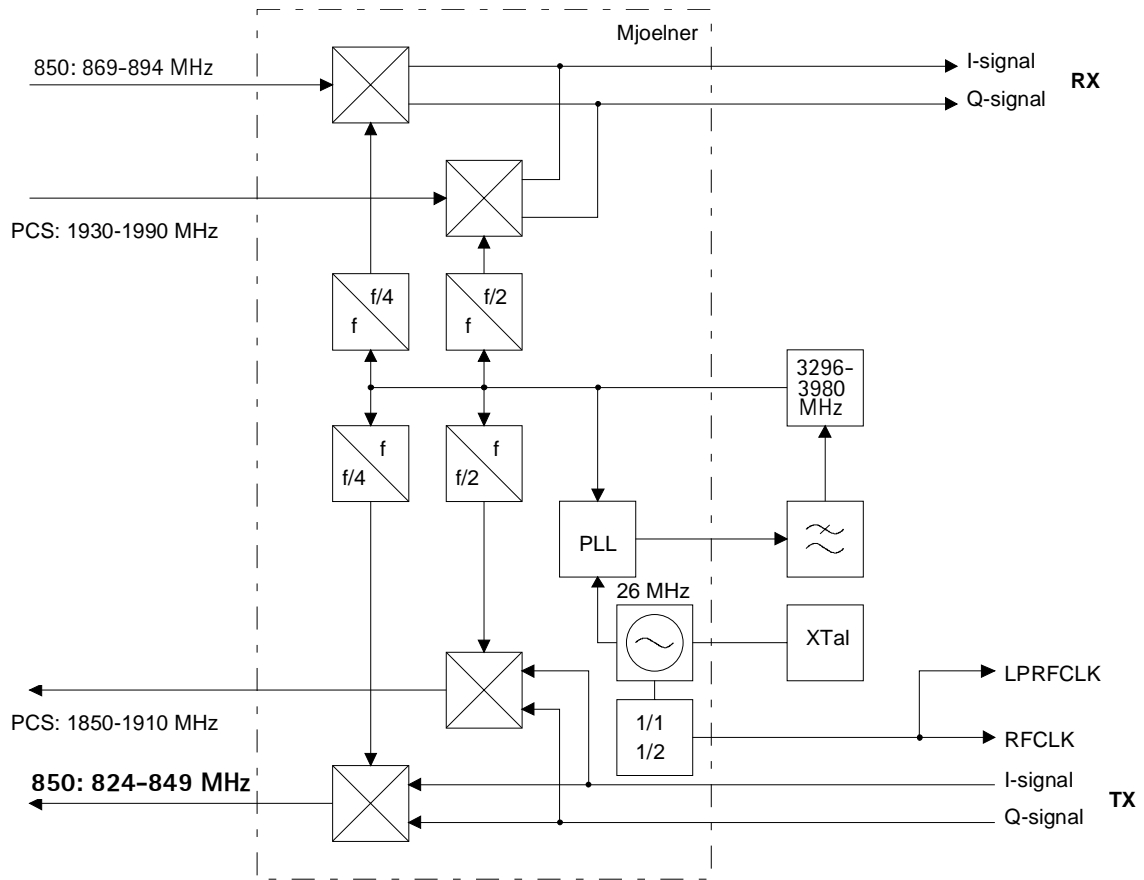 Mjoelner
850: 869-894 MHz
I-signal
RX
Q-signal
PCS: 1930-1990 MHz
f/4
f
f/2
f
3296-
3980
MHz
f
f/4
f
f/2
PLL
26 MHz
XTal
LPRFCLK
PCS: 1850-1910 MHz
1/1
1/2
RFCLK
850: 824-849 MHz
I-signal
TX
Q-signal